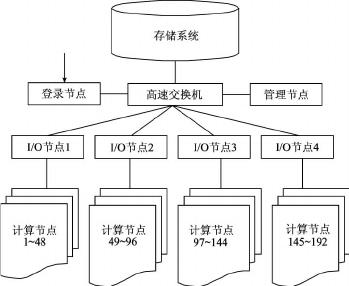 存储系统
登录节点
高速交换机
管理节点
I/O节点1
I/O节点2
I/O节点3
I/O节点4
计算节点
1~48
计算节点
49~96
计算节点
97~144
计算节点
145~192